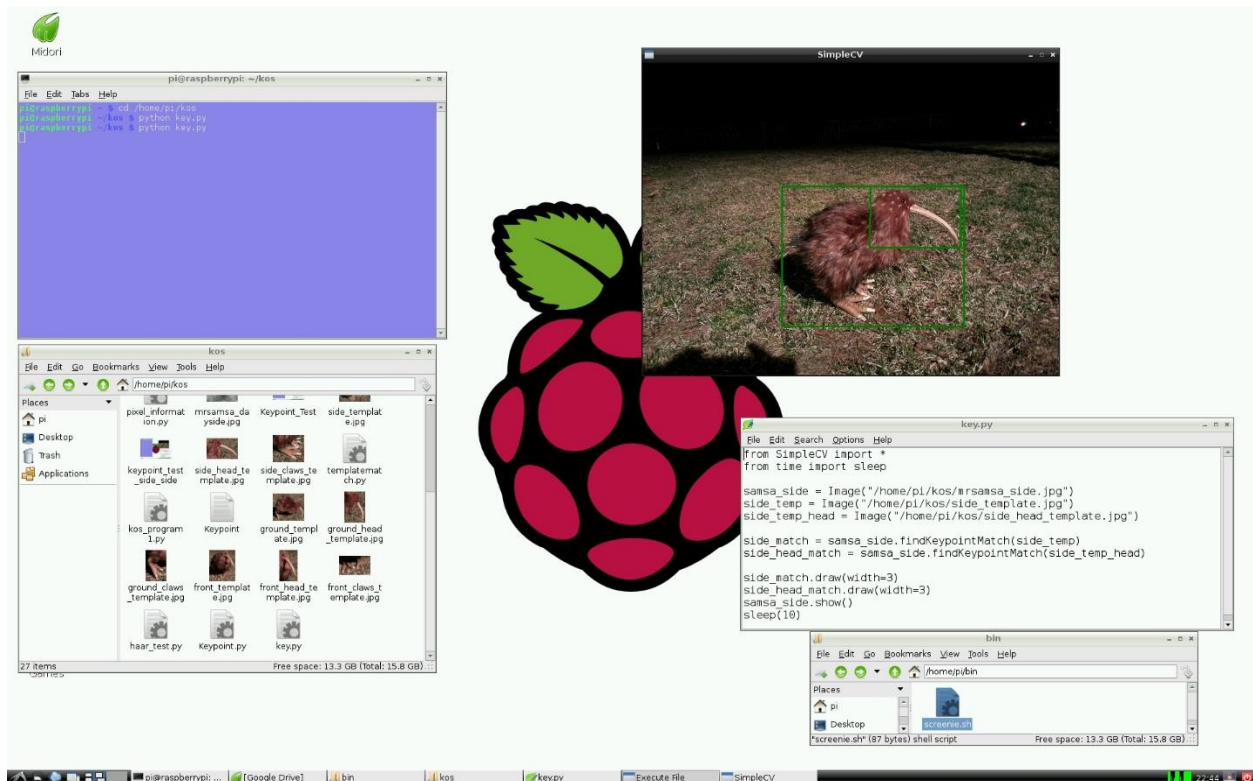 Midori
pi@raspberrypi: ~/kos
File Edit Tabs Help
pi@raspberrypi ~ $ cd /home/pi/kos
pi@raspberrypi ~/kos $ python key.py
pi@raspberrypi ~/kos $ python key.py
SimpleCV
kos
File Edit Go Bookmarks View Tools Help
/home/pi/kos
Places
pi
Desktop
Trash
Applications
pixel_informat
ion.py
mrsamsa_da
yside.jpg
Keypoint_Test
side_templat
e.jpg
keypoint_test
_side_side
side_head_te
mplate.jpg
side_claws_te
mplate.jpg
templatemat
ch.py
kos_program
1.py
Keypoint
ground_templ
ate.jpg
ground_head
_template.jpg
ground_claws
_template.jpg
front_templat
e.jpg
front_head_te
mplate.jpg
front_claws_t
emplate.jpg
haar_test.py
Keypoint.py
key.py
27 items
Free space: 13.3 GB (Total: 15.8 GB)
Games
key.py
File Edit Search Options Help
from SimpleCV import *
from time import sleep
samsa_side = Image("/home/pi/kos/mrsamsa_side.jpg")
side_temp = Image("/home/pi/kos/side_template.jpg")
side_temp_head = Image("/home/pi/kos/side_head_template.jpg")
side_match = samsa_side.findKeypointMatch(side_temp)
side_head_match = samsa_side.findKeypointMatch(side_temp_head)
side_match.draw(width=3)
side_head_match.draw(width=3)
samsa_side.show()
sleep(10)
bin
File Edit Go Bookmarks View Tools Help
/home/pi/bin
Places
pi
Desktop
screenie.sh
"screenie.sh" (87 bytes) shell script
Free space: 13.3 GB (Total: 15.8 GB)
pi@raspberrypi: ...
[Google Drive]
bin
kos
key.py
Execute File
SimpleCV
22:44